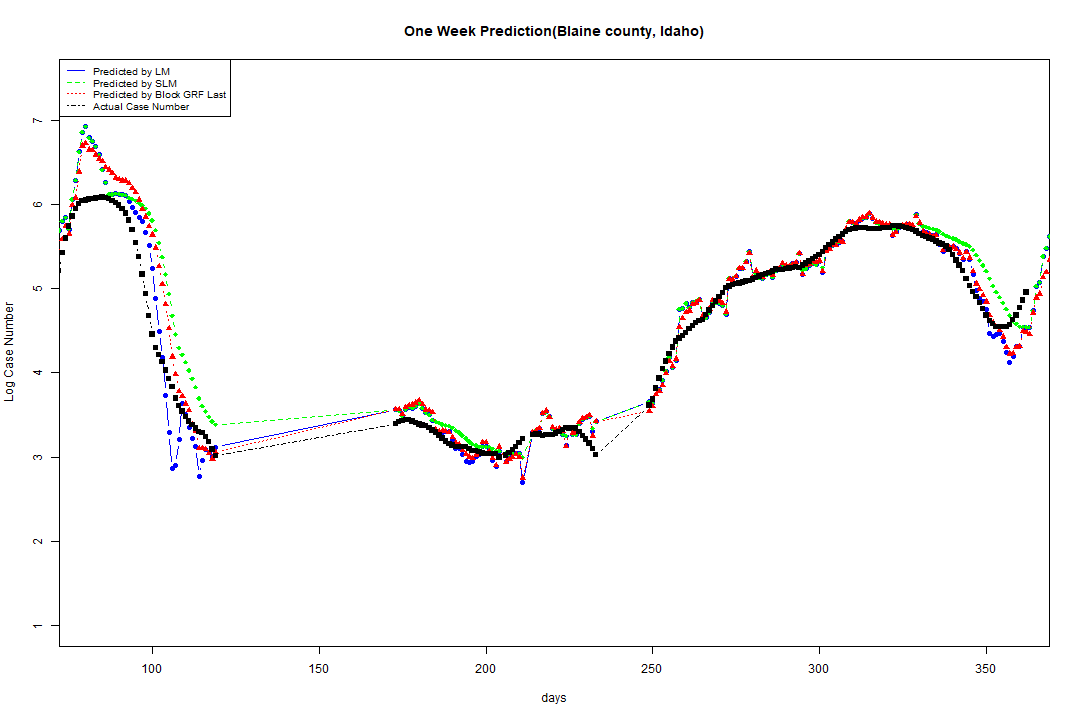 One Week Prediction(Blaine county, Idaho)
Predicted by LM
Predicted by SLM
Predicted by Block GRF Last
Actual Case Number
7
6
5
4
3
2
1
Log Case Number
100 150 200 250 300 350
days